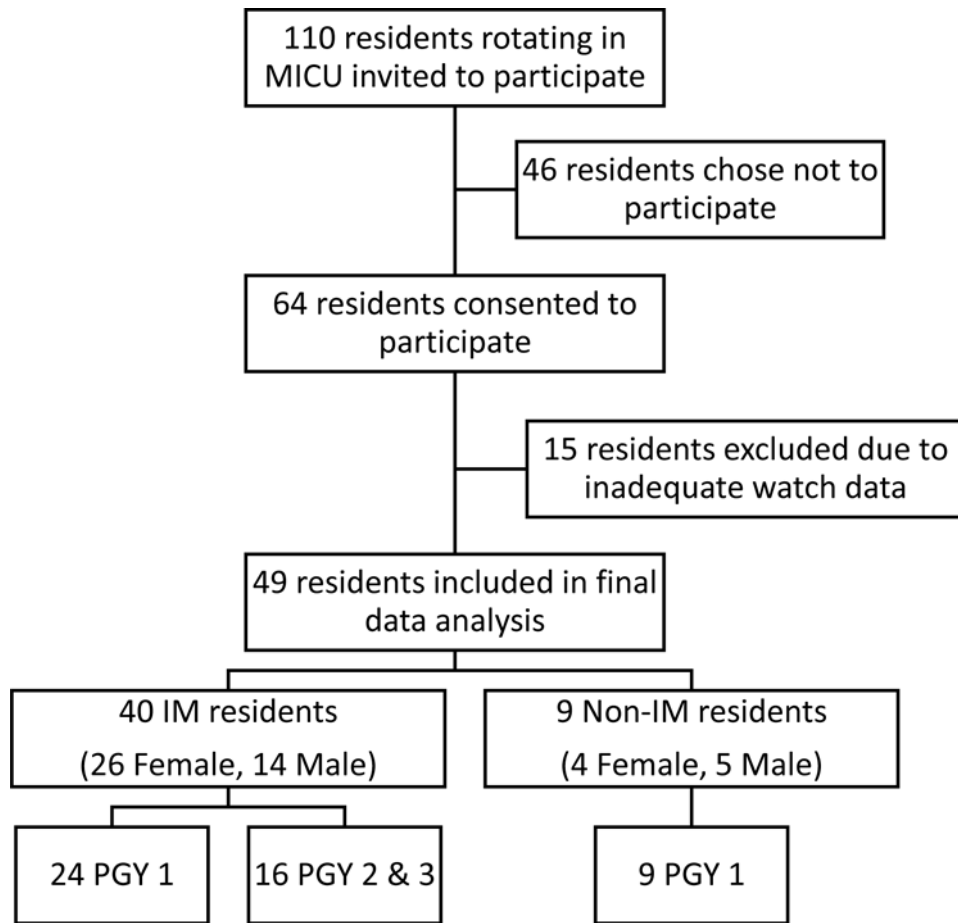 110 residents rotating in
MICU invited to participate
46 residents chose not to
participate
64 residents consented to
participate
15 residents excluded due to
inadequate watch data
49 residents included in final
data analysis
40 IM residents
(26 Female, 14 Male)
9 Non-IM residents
(4 Female, 5 Male)
24 PGY 1
16 PGY 2 & 3
9 PGY 1